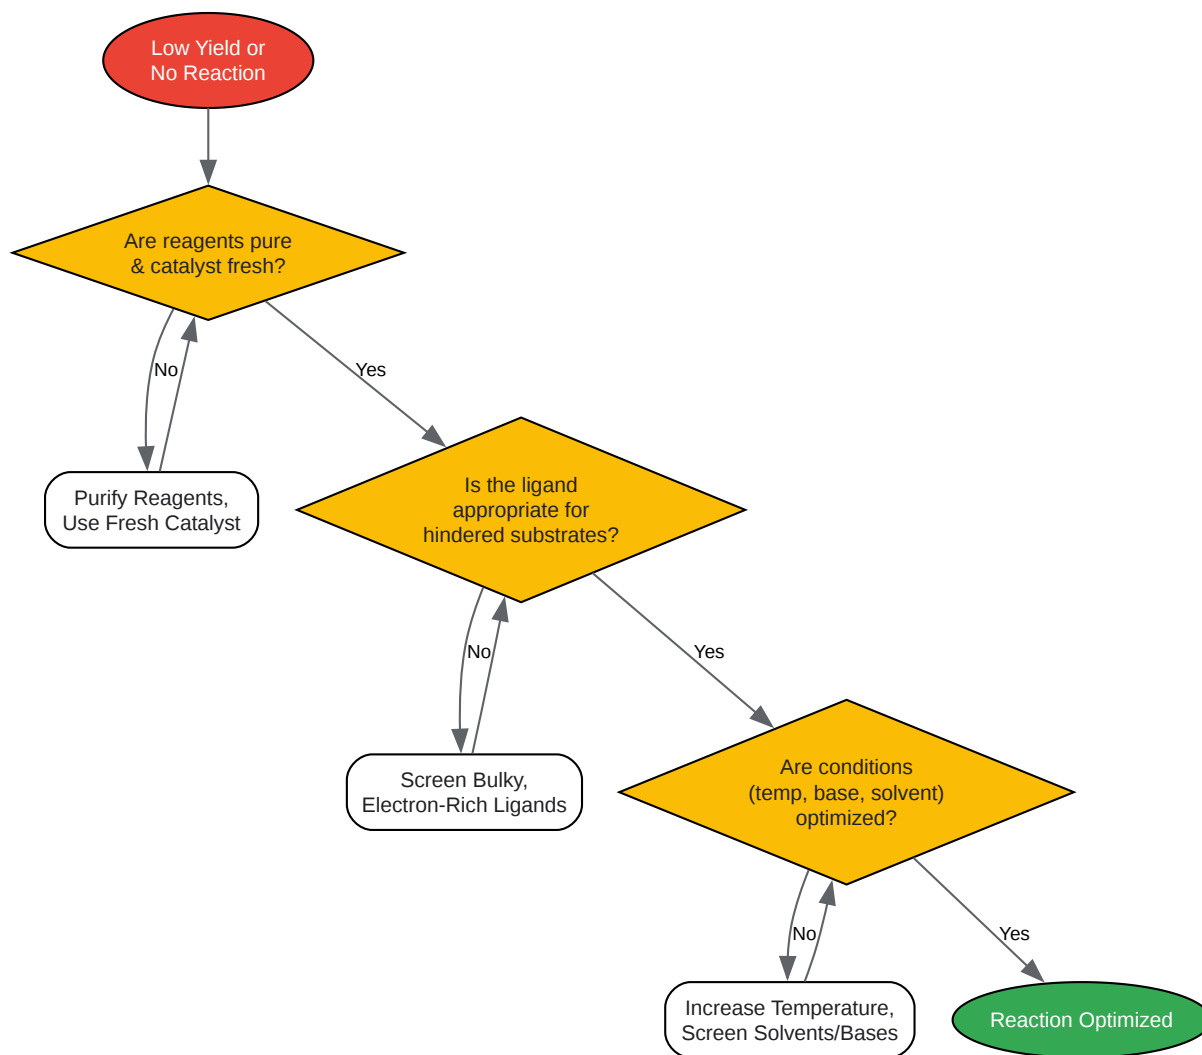 Low Yield or
No Reaction
Are reagents pure
& catalyst fresh?
No
Yes
Purify Reagents,
Use Fresh Catalyst
Is the ligand
appropriate for
hindered substrates?
No
Yes
Screen Bulky,
Electron-Rich Ligands
Are conditions
(temp, base, solvent)
optimized?
No
Yes
Increase Temperature,
Screen Solvents/Bases
Reaction Optimized